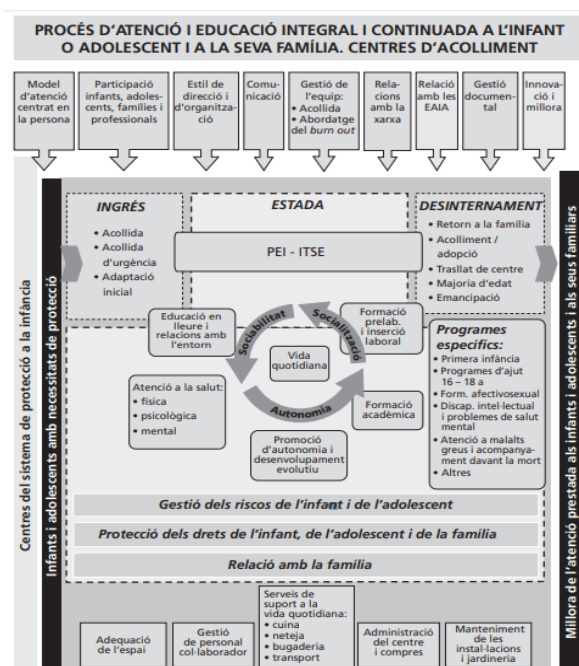 PROCÉS D'ATENCIÓ I EDUCACIÓ INTEGRAL I CONTINUADA A L'INFANT
O ADOLESCENT I A LA SEVA FAMÍLIA. CENTRES D'ACOLLIMENT
Model
d'atenció
centrat en
la persona
Participació
infants, adoles-
cents, famílies i
professionals
Estil de
direcció i
d'organitza-
ció
Comu-
nicació
Gestió de
l'equip:
• Acollida
• Abordatge
del burn out
Rela-
cions
amb la
xarxa
Relació
amb les
EAIA
Gestió
documen-
tal
Innova-
ció i
millora
Centres del sistema de protecció a la infància
Infants i adolescents amb necessitats de protecció
INGRÉS
• Acollida
• Acollida
d'urgència
• Adaptació
inicial
ESTADA
PEI - ITSE
DESINTERNAMENT
• Retorn a la família
• Acolliment /
adopció
• Trasllat de centre
• Majoria d'edat
• Emancipació
Educació en
lleure i
relacions amb
l'entorn
Sociabilitat
Socialització
Autonomia
Vida
quotidiana
Formació
prelab.
i inserció
laboral
Atenció a la salut:
• física
• psicològica
• mental
Formació
acadèmica
Promoció
d'autonomia i
desenvolupament
evolutiu
Programes
específics:
• Primera infància
• Programes d'ajut
16 – 18 a
• Form. afectivosexual
• Discap. intel·lectual
i problemes de salut
mental
• Atenció a malalts
greus i acompanya-
ment davant la mort
• Altres
Gestió dels riscos de l'infant i de l'adolescent
Protecció dels drets de l'infant, de l'adolescent i de la família
Relació amb la família
Adequació
de l'espai
Gestió
de personal
col·laborador
Serveis de
suport a la
vida quotidiana:
• cuina
• neteja
• bugaderia
• transport
Administració
del centre
i compres
Manteniment
de les
instal·lacions
i jardineria
Millora de l'atenció prestada als infants i adolescents i als seus familiars